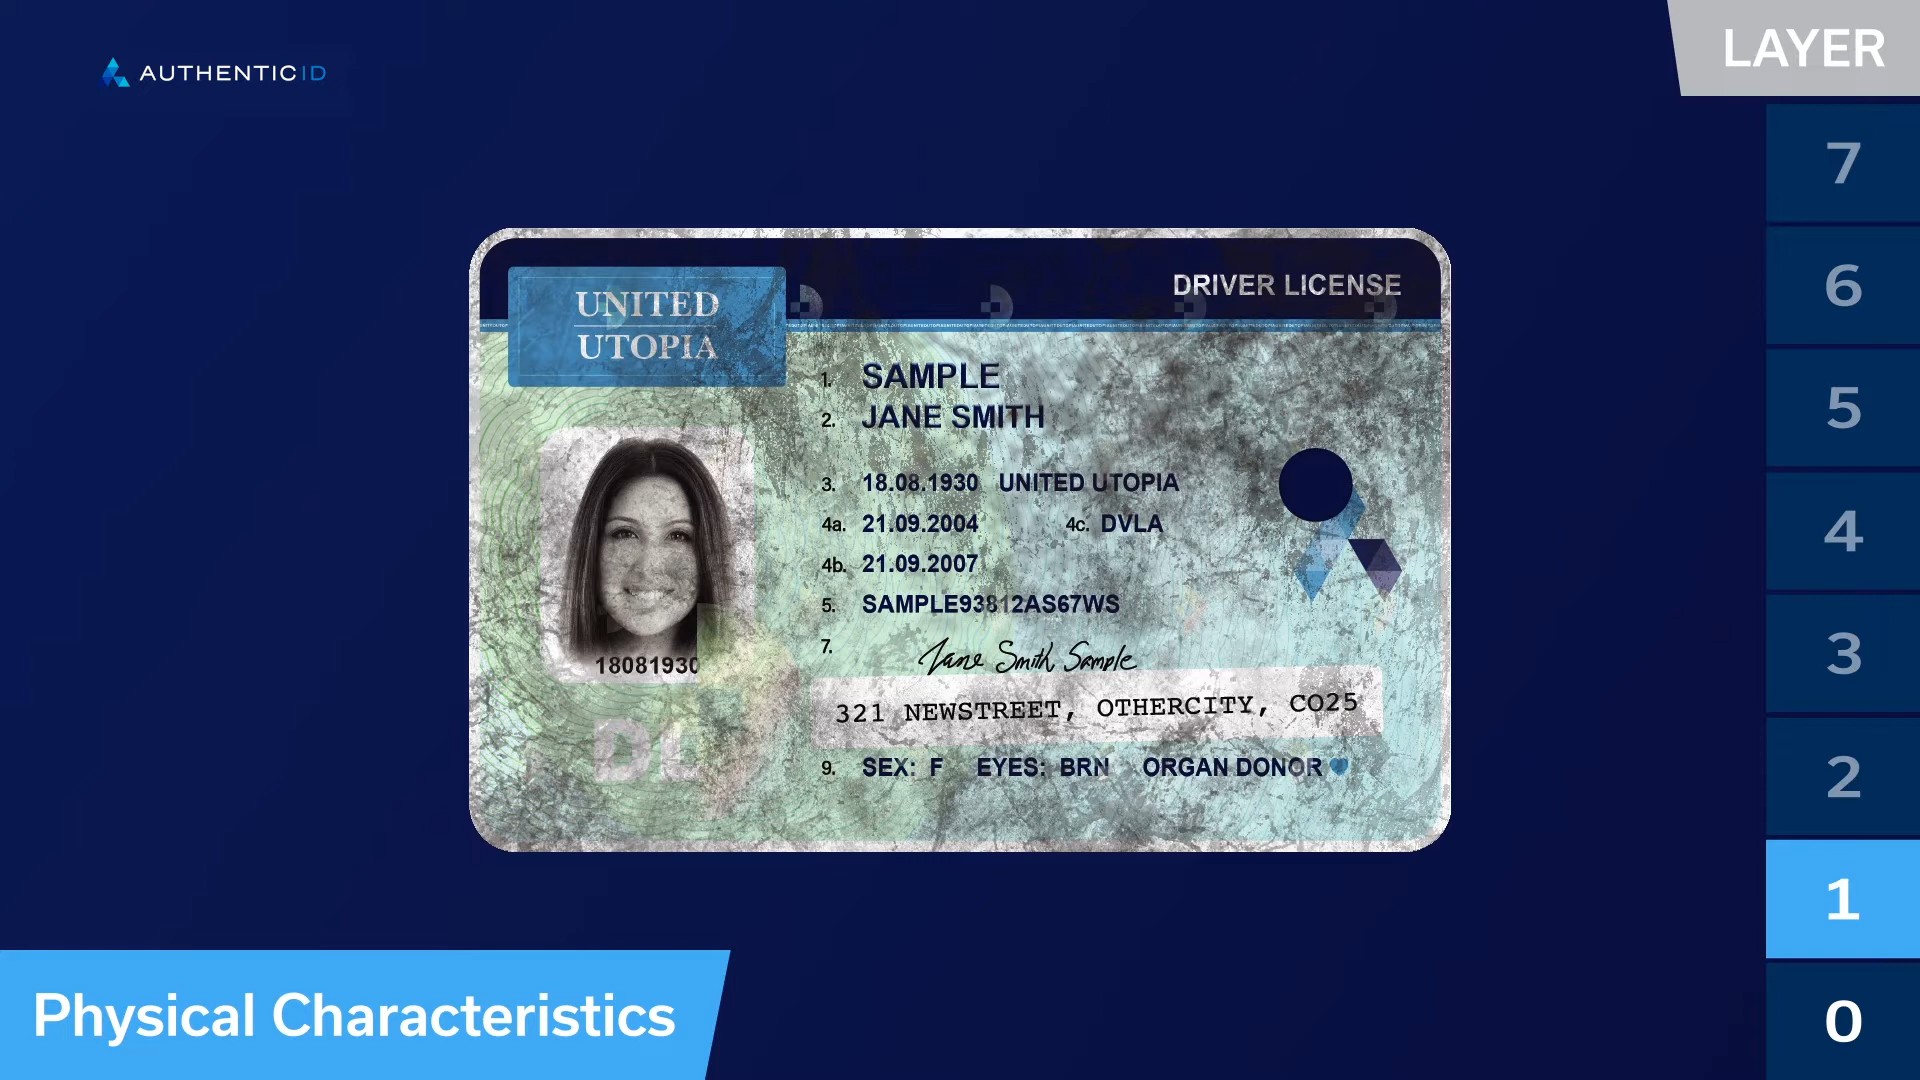 AUTHENTICID
LAYER
7
6
5
4
3
2
1
0
UNITED
UTOPIA
DRIVER LICENSE
1. SAMPLE
2. JANE SMITH
3. 18.08.1930 UNITED UTOPIA
4a. 21.09.2004 4c. DVLA
4b. 21.09.2007
5. SAMPLE93812AS67WS
7. Jane Smith Sample
18081930
321 NEWSTREET, OTHERCITY, CO25
DL
9. SEX: F EYES: BRN ORGAN DONOR
Physical Characteristics